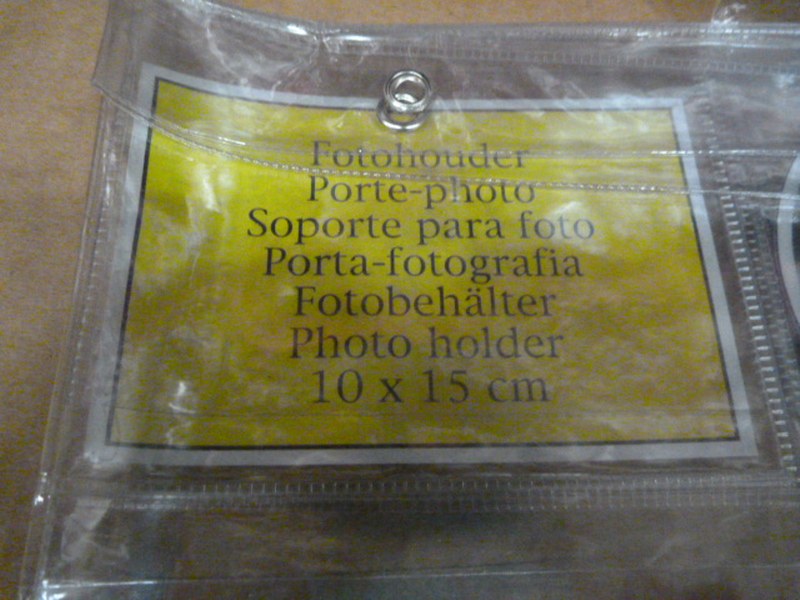 Fotohouder
Porte-photo
Soporte para foto
Porta-fotografia
Fotobehälter
Photo holder
10 x 15 cm